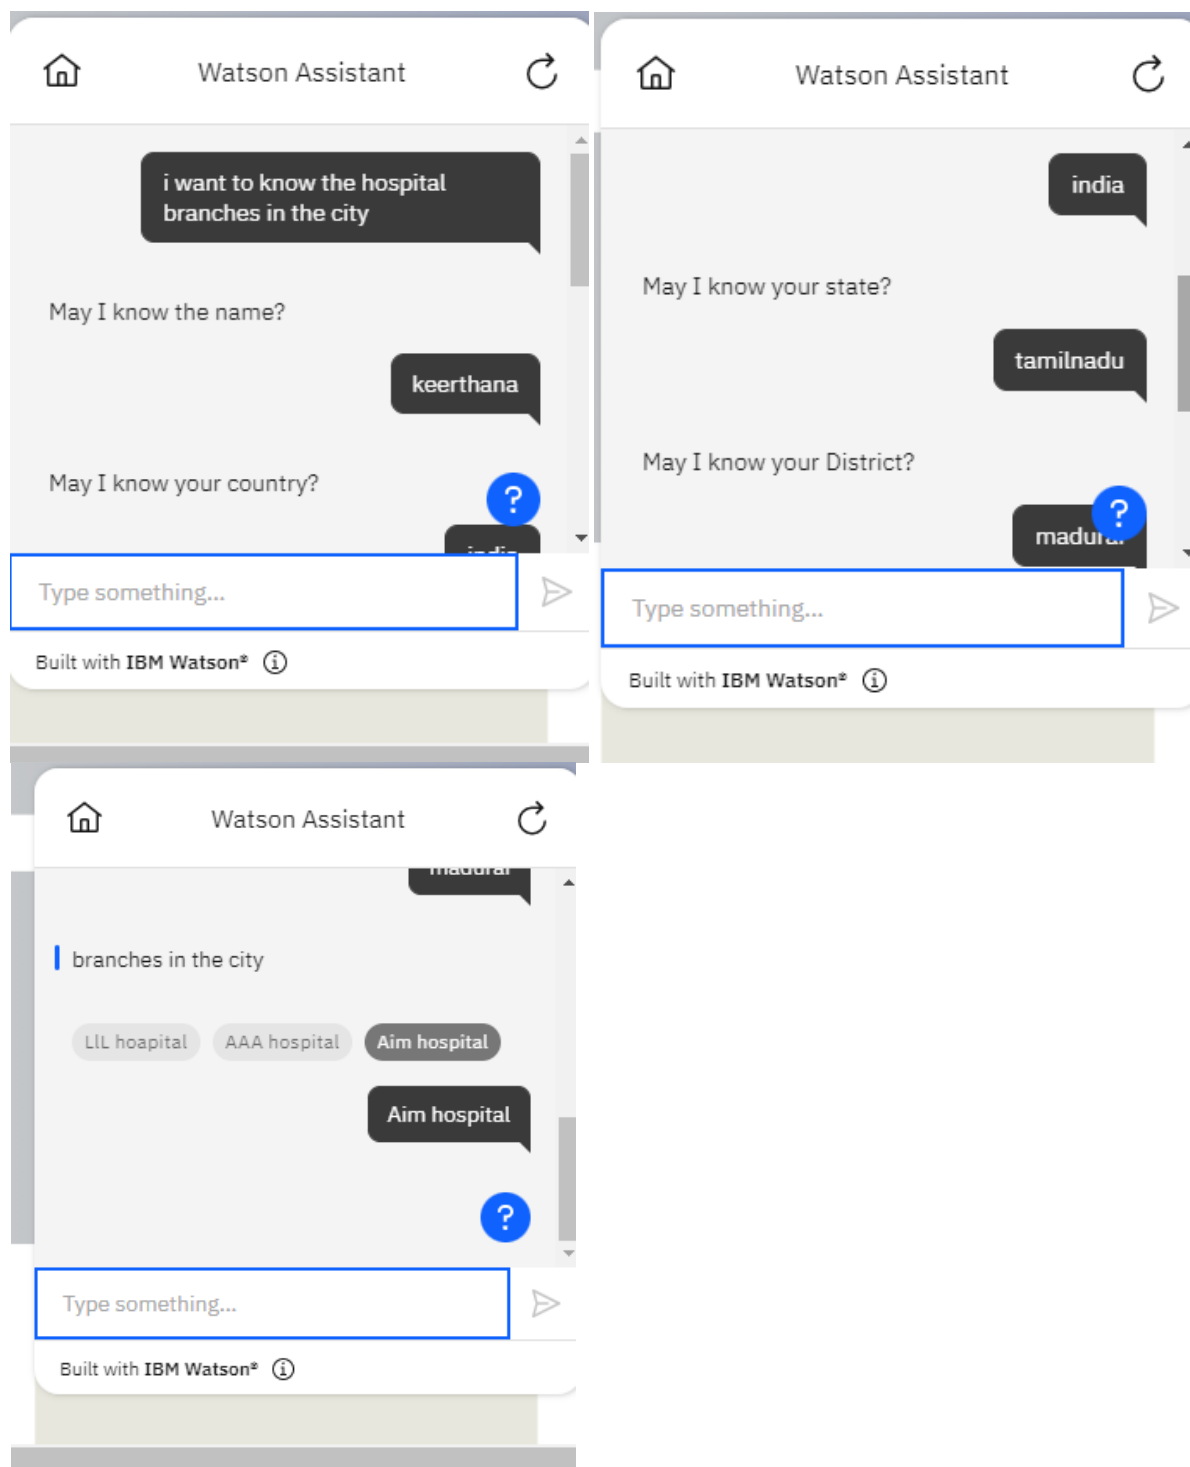 Watson Assistant
i want to know the hospital
branches in the city
May I know the name?
keerthana
May I know your country?
india
?
Type something...
Built with IBM Watson®
Watson Assistant
india
May I know your state?
tamilnadu
May I know your District?
madurai
?
Type something...
Built with IBM Watson®
Watson Assistant
madurai
branches in the city
LlL hoapital AAA hospital Aim hospital
Aim hospital
?
Type something...
Built with IBM Watson®